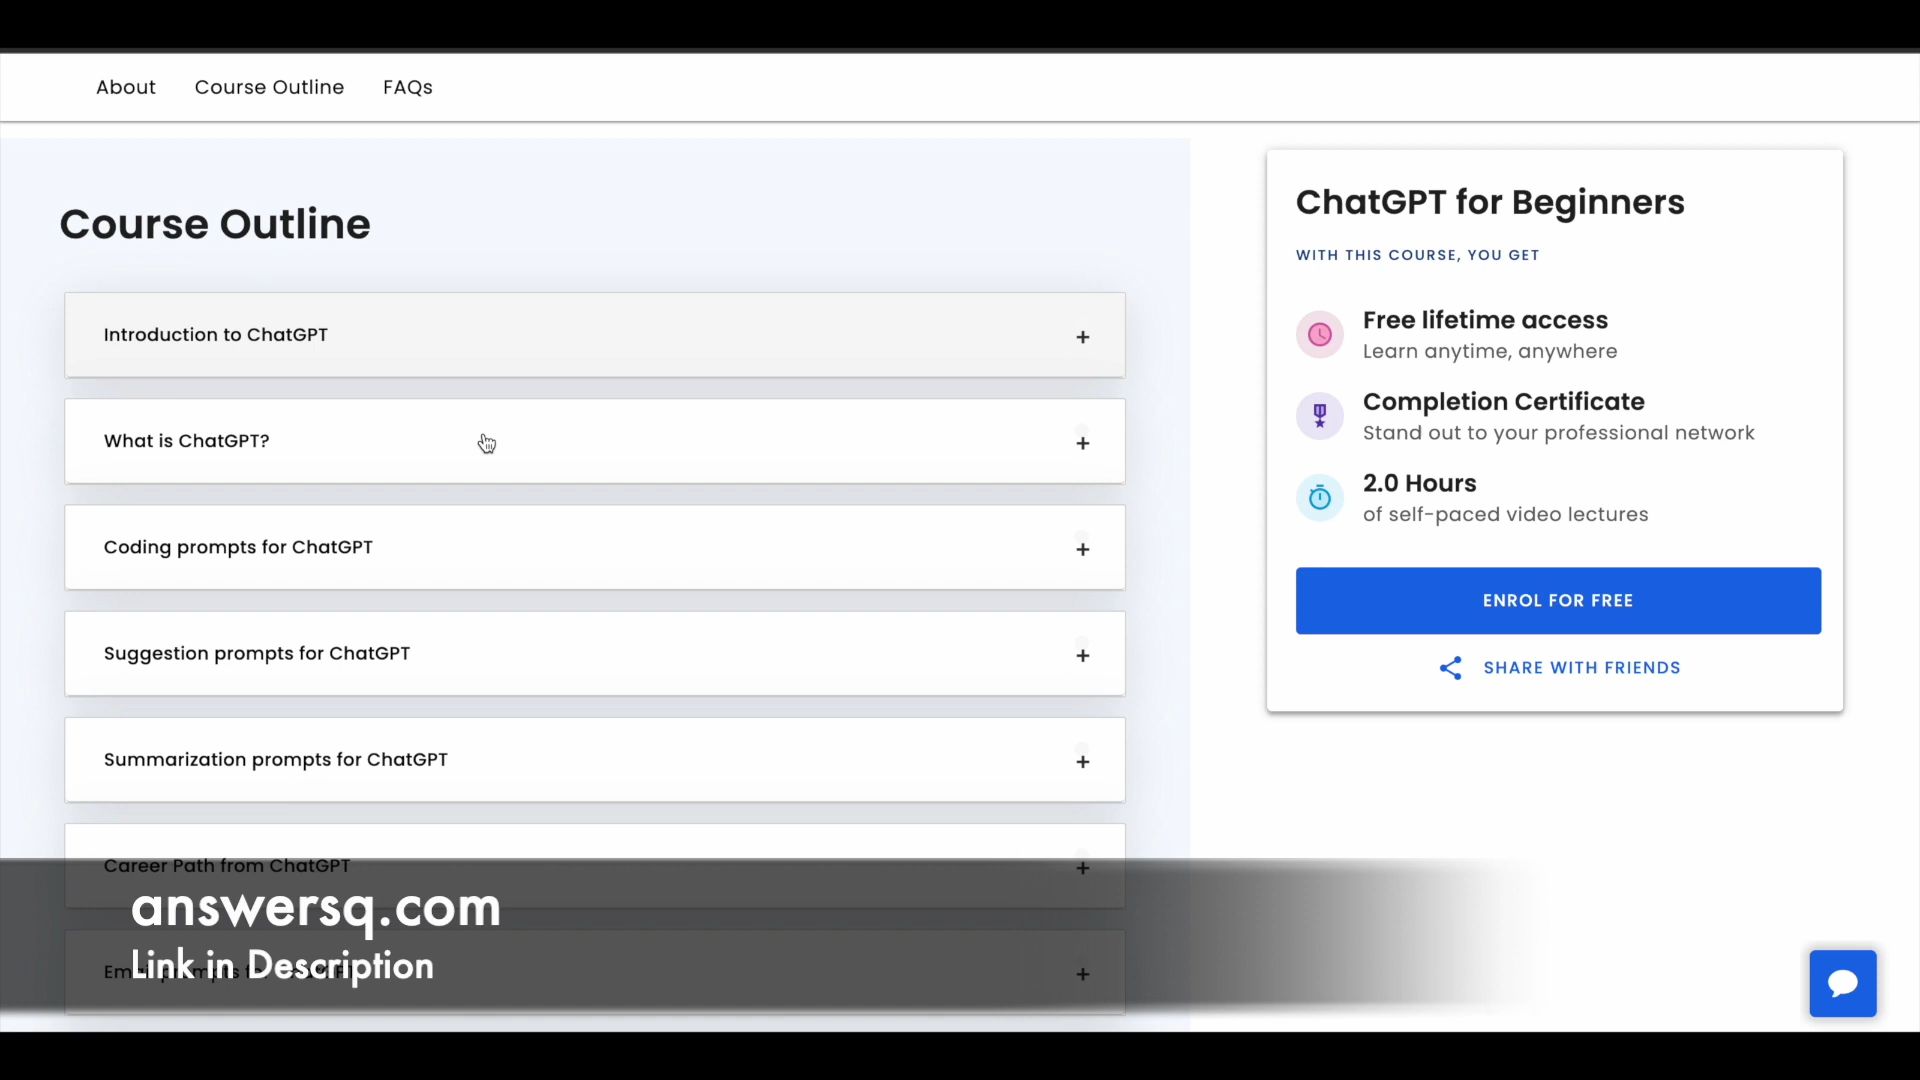 About
Course Outline
FAQs
Course Outline
Introduction to ChatGPT
What is ChatGPT?
Coding prompts for ChatGPT
Suggestion prompts for ChatGPT
Summarization prompts for ChatGPT
Career Path from ChatGPT
ChatGPT for Beginners
WITH THIS COURSE, YOU GET
Free lifetime access
Learn anytime, anywhere
Completion Certificate
Stand out to your professional network
2.0 Hours
of self-paced video lectures
ENROL FOR FREE
SHARE WITH FRIENDS
answersq.com
Link in Description